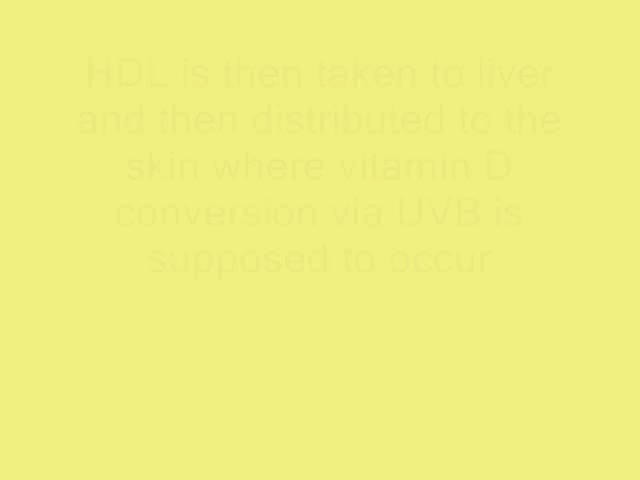 HDL is then taken to liver
and then distributed to the
skin where vitamin D
conversion via UVB is
supposed to occur